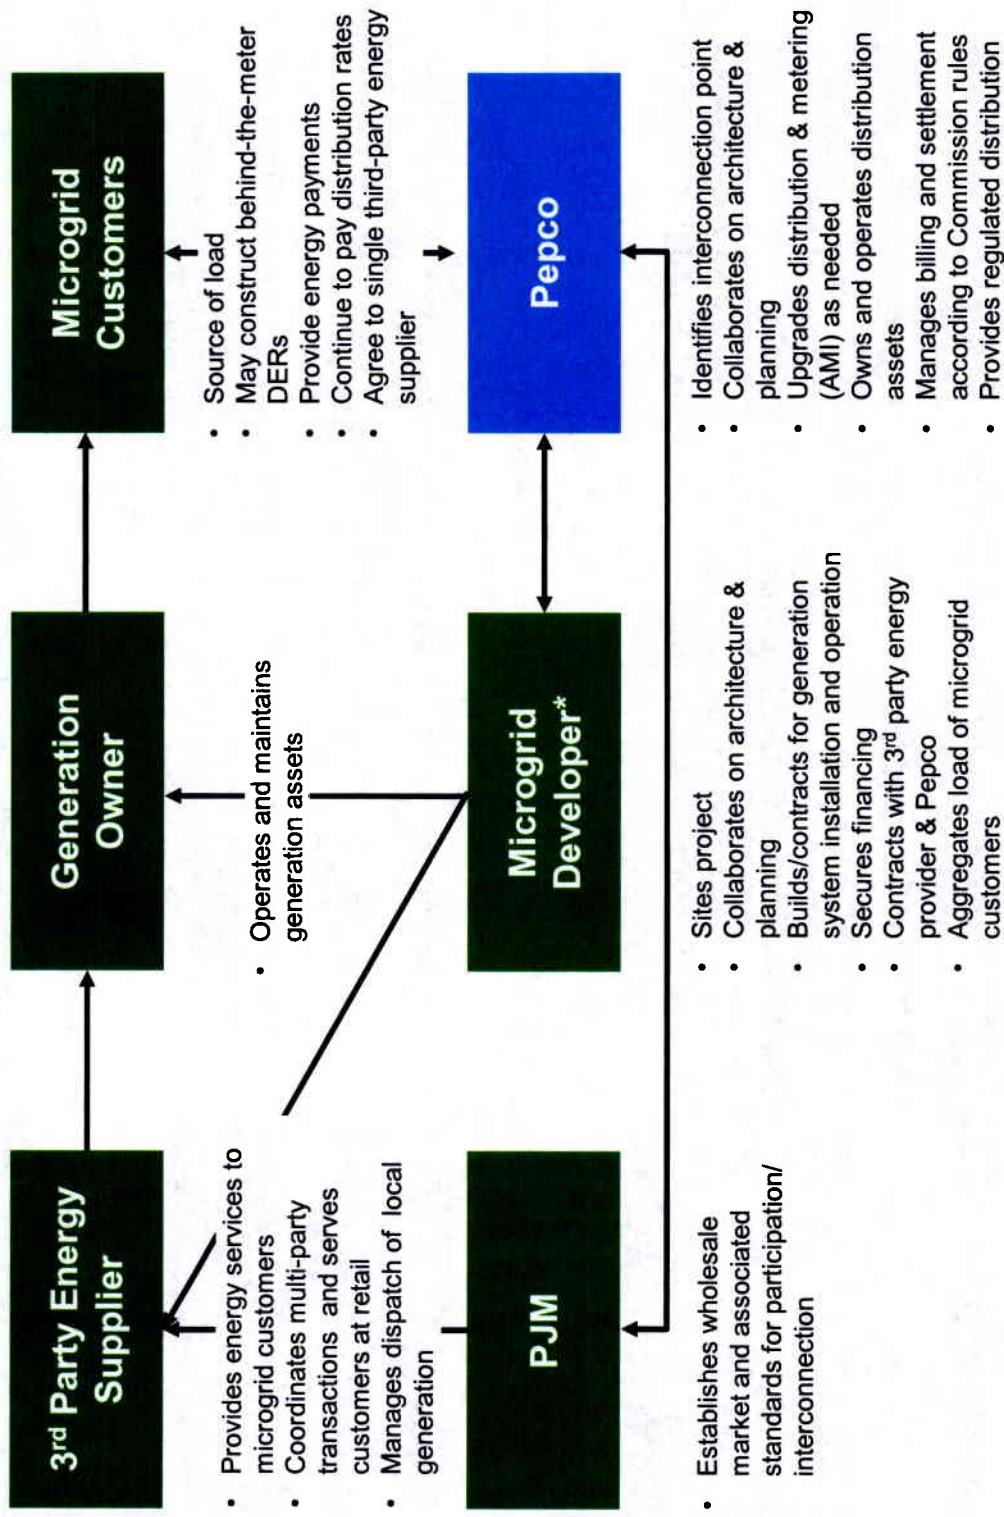 3rd Party Energy
Supplier
• Provides energy services to
microgrid customers
• Coordinates multi-party
transactions and serves
customers at retail
• Manages dispatch of local
generation
Generation
Owner
• Operates and maintains
generation assets
Microgrid
Customers
• Source of load
• May construct behind-the-meter
DERs
• Provide energy payments
• Continue to pay distribution rates
• Agree to single third-party energy
supplier
PJM
• Establishes wholesale
market and associated
standards for participation/
interconnection
Microgrid
Developer*
• Sites project
• Collaborates on architecture &
planning
• Builds/contracts for generation
system installation and operation
• Secures financing
• Contracts with 3rd party energy
provider & Pepco
• Aggregates load of microgrid
customers
Pepco
• Identifies interconnection point
• Collaborates on architecture &
planning
• Upgrades distribution & metering
(AMI) as needed
• Owns and operates distribution
assets
• Manages billing and settlement
according to Commission rules
• Provides regulated distribution